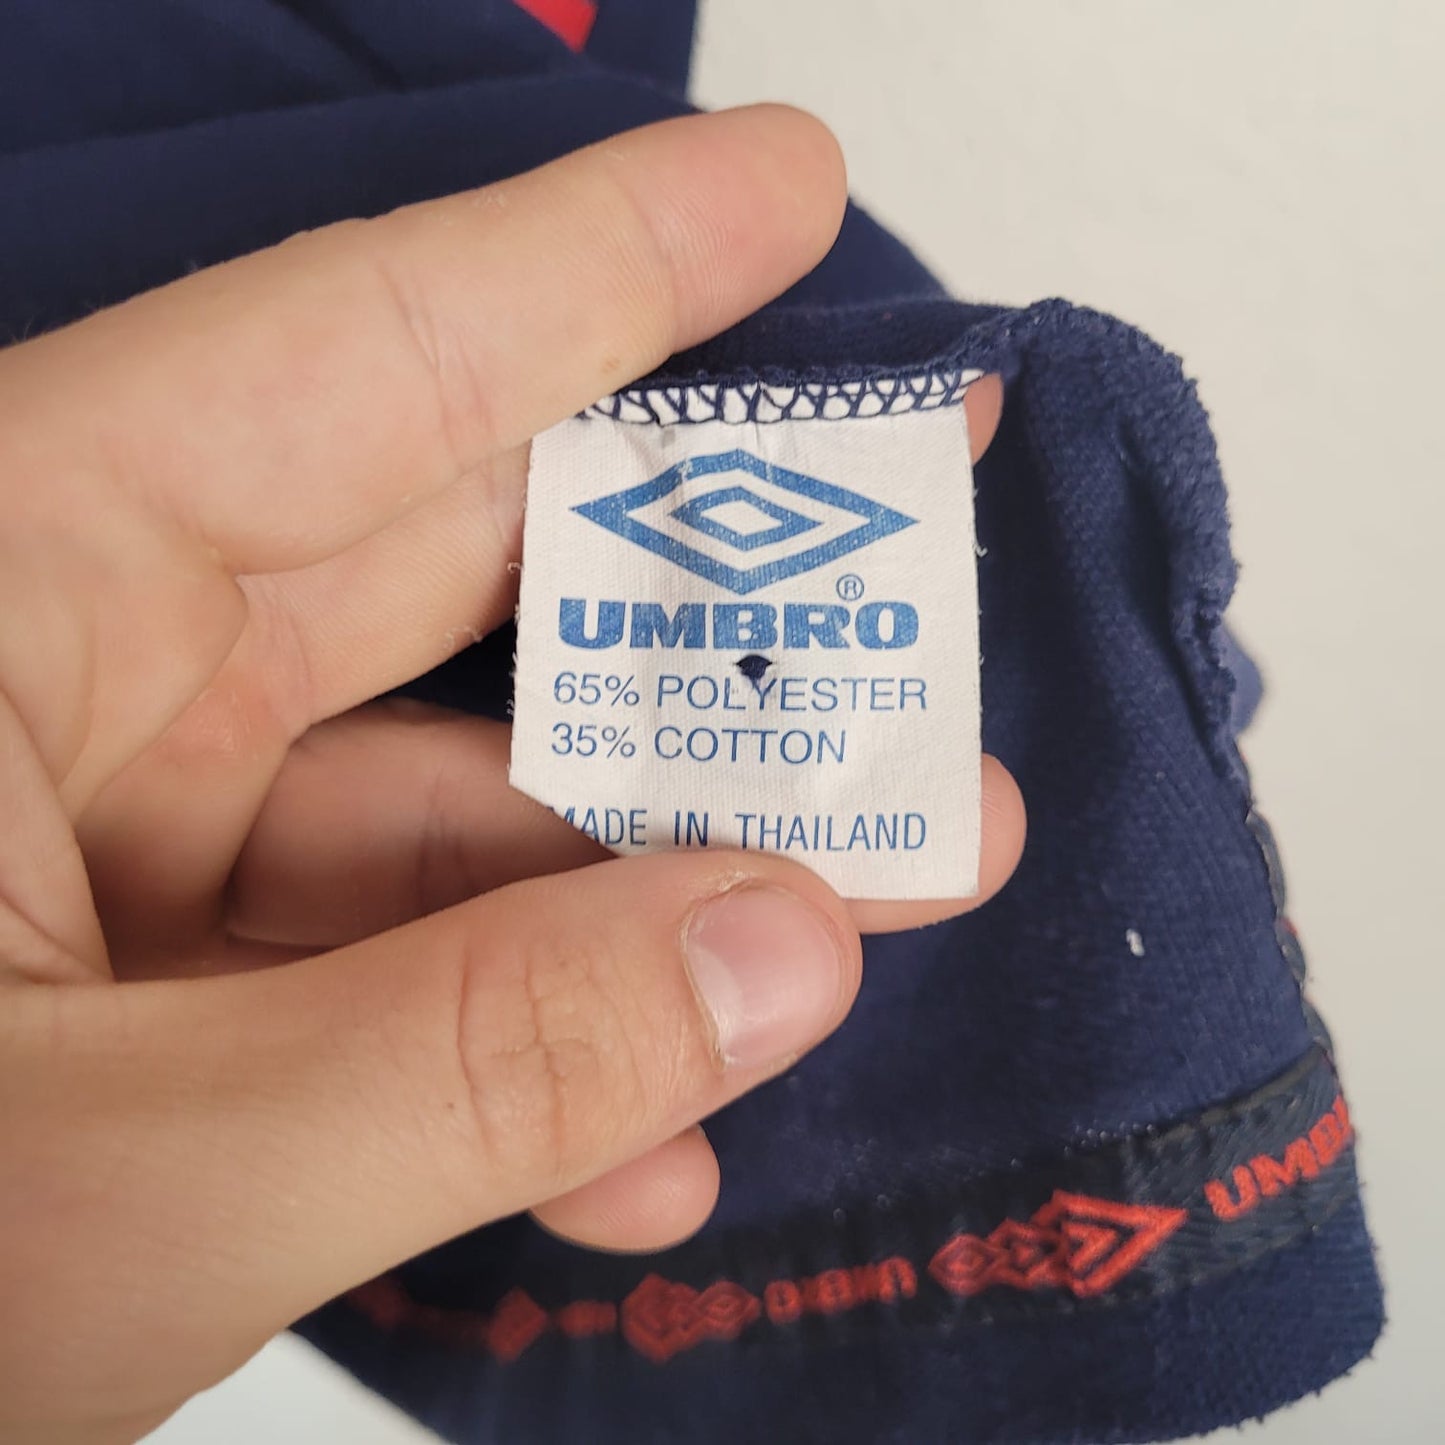 UMBRO®
65% POLYESTER
35% COTTON
MADE IN THAILAND
UMBRO